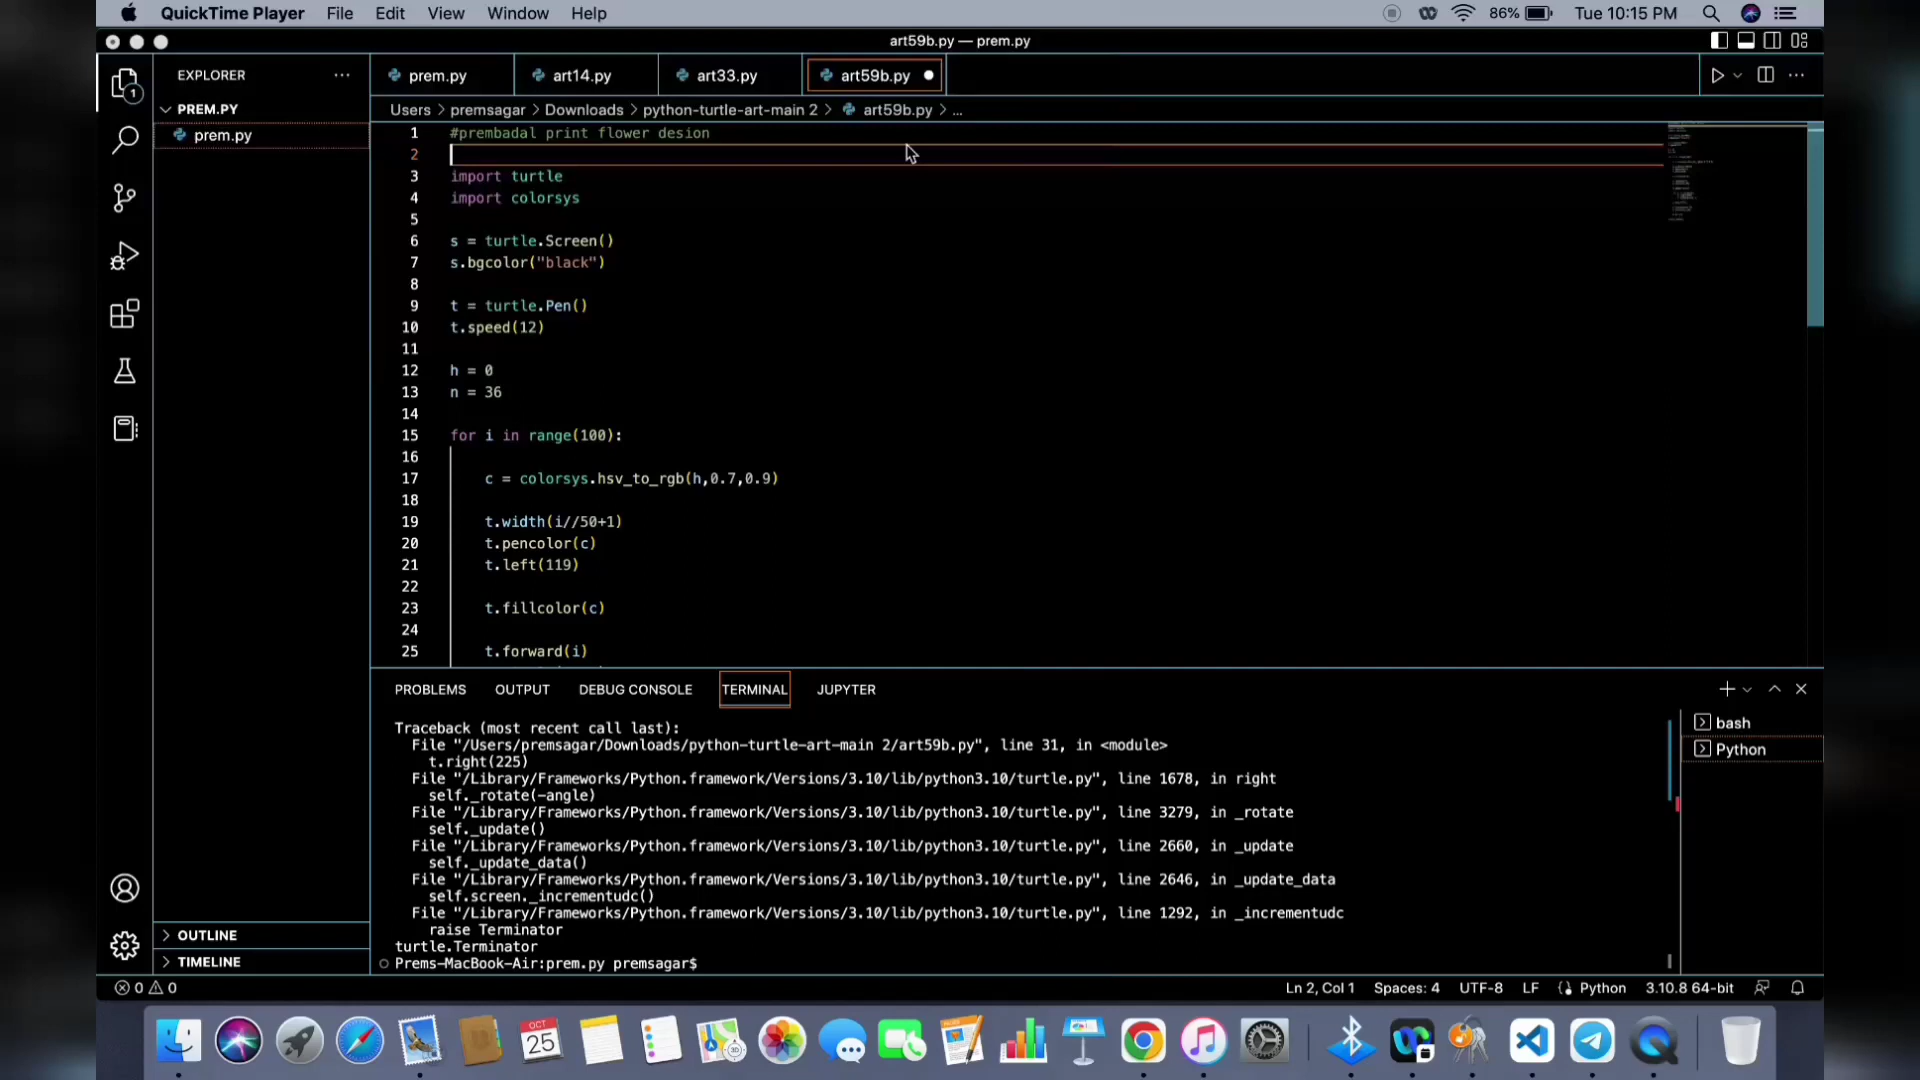 QuickTime Player File Edit View Window Help 86% Tue 10:15 PM
art59b.py — prem.py
EXPLORER
prem.py art14.py art33.py art59b.py
PREM.PY
Users > premsagar > Downloads > python-turtle-art-main 2 > art59b.py > ...
prem.py
1 #prembadal print flower desion
2
3 import turtle
4 import colorsys
5
6 s = turtle.Screen()
7 s.bgcolor("black")
8
9 t = turtle.Pen()
10 t.speed(12)
11
12 h = 0
13 n = 36
14
15 for i in range(100):
16
17 c = colorsys.hsv_to_rgb(h,0.7,0.9)
18
19 t.width(i//50+1)
20 t.pencolor(c)
21 t.left(119)
22
23 t.fillcolor(c)
24
25 t.forward(i)
PROBLEMS OUTPUT DEBUG CONSOLE TERMINAL JUPYTER
Traceback (most recent call last):
File "/Users/premsagar/Downloads/python-turtle-art-main 2/art59b.py", line 31, in <module>
t.right(225)
File "/Library/Frameworks/Python.framework/Versions/3.10/lib/python3.10/turtle.py", line 1678, in right
self._rotate(-angle)
File "/Library/Frameworks/Python.framework/Versions/3.10/lib/python3.10/turtle.py", line 3279, in _rotate
self._update()
File "/Library/Frameworks/Python.framework/Versions/3.10/lib/python3.10/turtle.py", line 2660, in _update
self._update_data()
File "/Library/Frameworks/Python.framework/Versions/3.10/lib/python3.10/turtle.py", line 2646, in _update_data
self.screen._incrementudc()
File "/Library/Frameworks/Python.framework/Versions/3.10/lib/python3.10/turtle.py", line 1292, in _incrementudc
raise Terminator
turtle.Terminator
Prems-MacBook-Air:prem.py premsagar$
bash
Python
OUTLINE
TIMELINE
0 0 Ln 2, Col 1 Spaces: 4 UTF-8 LF Python 3.10.8 64-bit
OCT
25